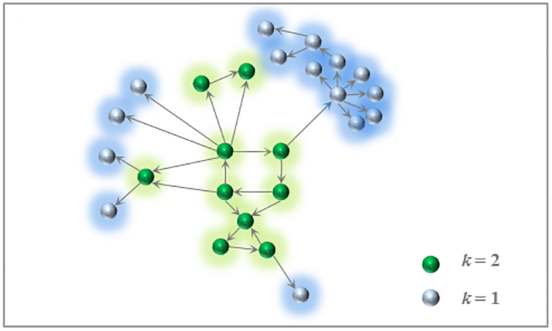 k = 2
k = 1